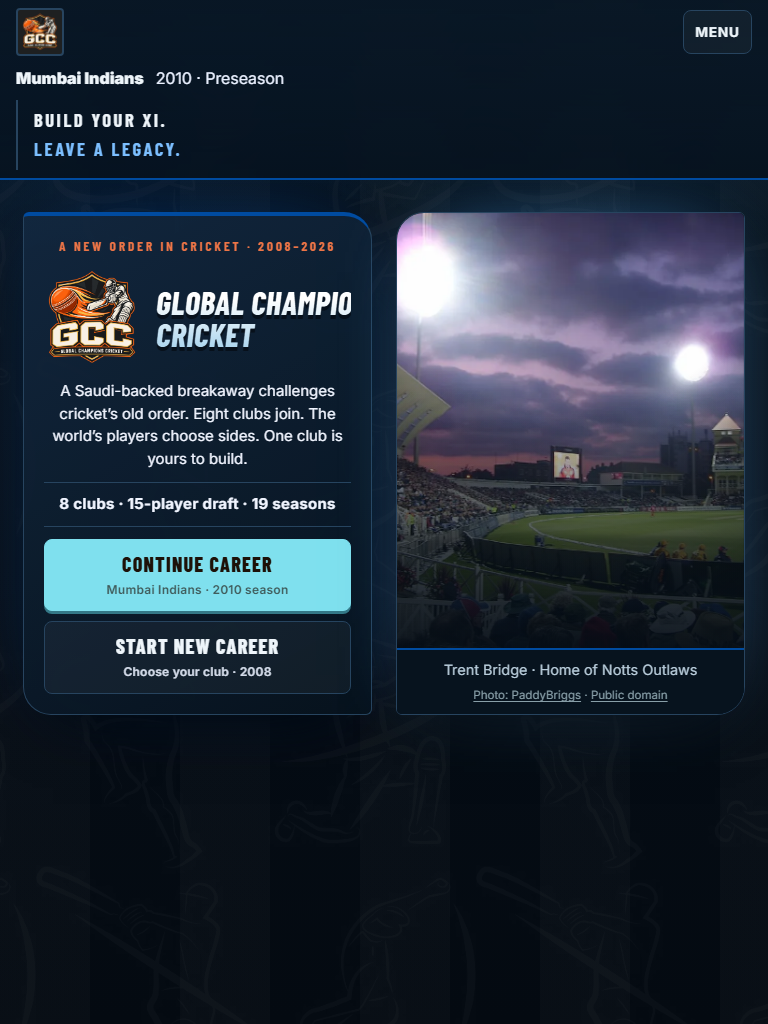 GCC
MENU
Mumbai Indians 2010 · Preseason
BUILD YOUR XI.
LEAVE A LEGACY.
A NEW ORDER IN CRICKET · 2008–2026
GCC
GLOBAL CHAMPIONS CRICKET
GLOBAL CHAMPIO
CRICKET
A Saudi-backed breakaway challenges
cricket’s old order. Eight clubs join. The
world’s players choose sides. One club is
yours to build.
8 clubs · 15-player draft · 19 seasons
CONTINUE CAREER
Mumbai Indians · 2010 season
START NEW CAREER
Choose your club · 2008
Trent Bridge · Home of Notts Outlaws
Photo: PaddyBriggs · Public domain